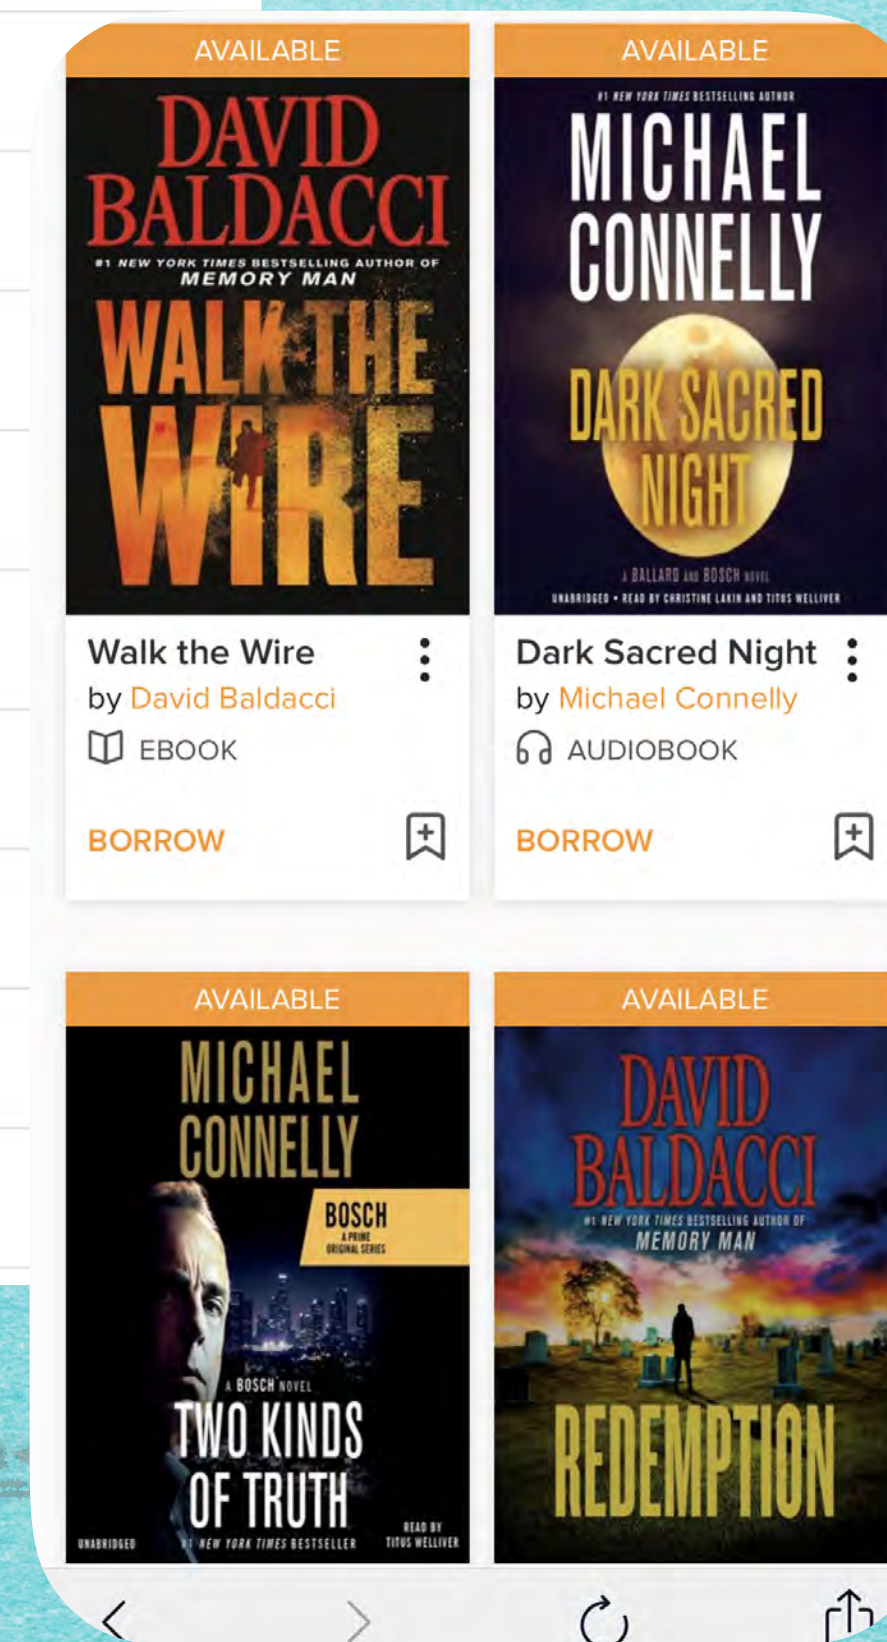 AVAILABLE
DAVID
BALDACCI
#1 NEW YORK TIMES BESTSELLING AUTHOR OF
MEMORY MAN
WALK THE
WIRE
Walk the Wire
by David Baldacci
EBOOK
BORROW
AVAILABLE
#1 NEW YORK TIMES BESTSELLING AUTHOR
MICHAEL
CONNELLY
DARK SACRED
NIGHT
A BALLARD AND BOSCH NOVEL
UNABRIDGED • READ BY CHRISTINE LAKIN AND TITUS WELLIVER
Dark Sacred Night
by Michael Connelly
AUDIOBOOK
BORROW
AVAILABLE
MICHAEL
CONNELLY
BOSCH
A PRIME
ORIGINAL SERIES
A BOSCH NOVEL
TWO KINDS
OF TRUTH
UNABRIDGED
#1 NEW YORK TIMES BESTSELLER
READ BY
TITUS WELLIVER
AVAILABLE
DAVID
BALDACCI
#1 NEW YORK TIMES BESTSELLING AUTHOR OF
MEMORY MAN
REDEMPTION